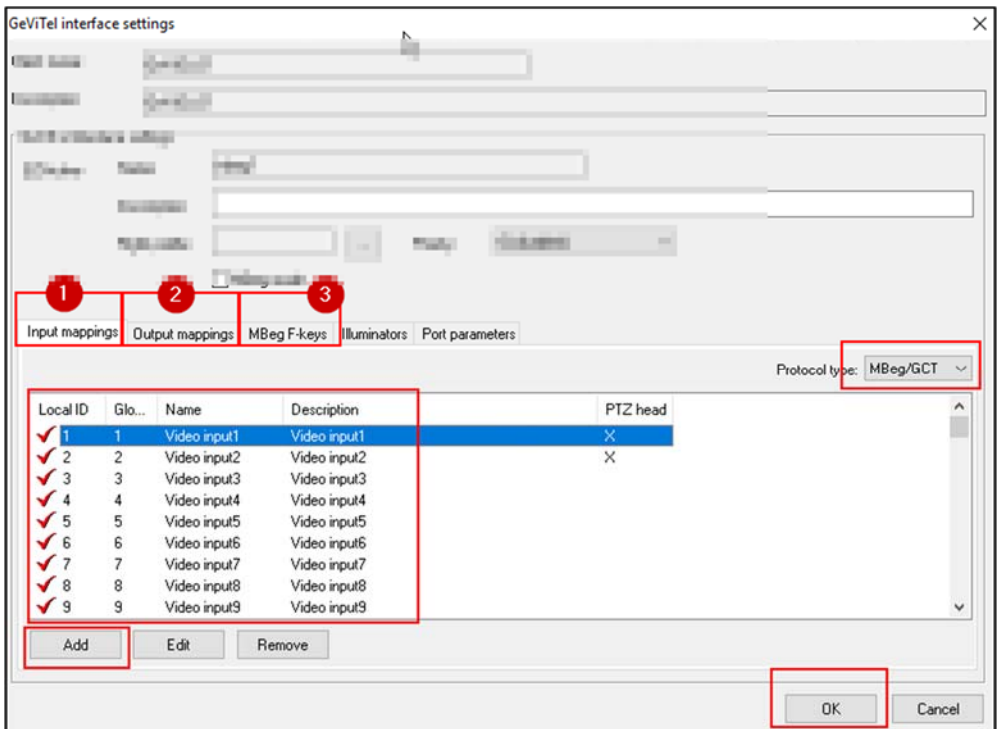 GeViTel interface settings
1 2 3
Input mappings Output mappings MBeg F-keys Illuminators Port parameters
Protocol type: MBeg/GCT
Local ID Glo... Name Description PTZ head
1 1 Video input1 Video input1 X
2 2 Video input2 Video input2 X
3 3 Video input3 Video input3
4 4 Video input4 Video input4
5 5 Video input5 Video input5
6 6 Video input6 Video input6
7 7 Video input7 Video input7
8 8 Video input8 Video input8
9 9 Video input9 Video input9
Add Edit Remove
OK Cancel